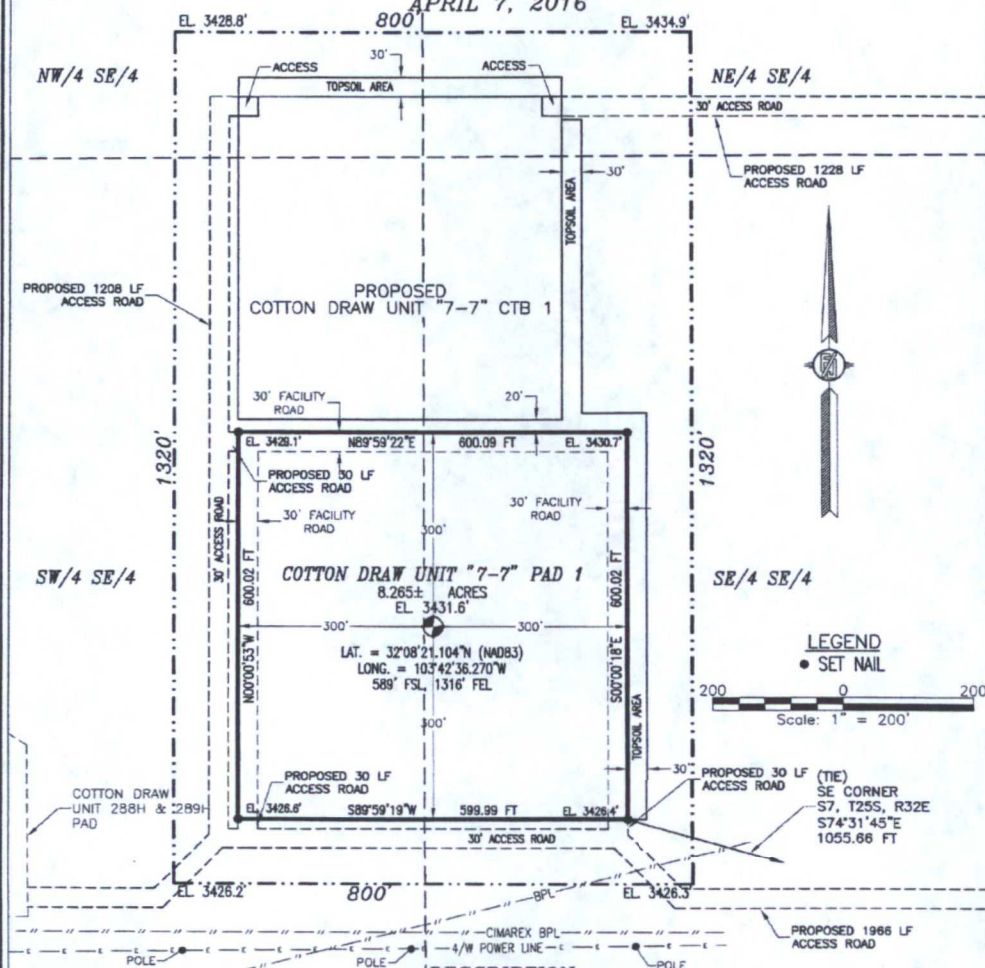 APRIL 7, 2016
EL. 3428.8'
800'
EL. 3434.9'
NW/4 SE/4
30'
ACCESS
TOPSOIL AREA
ACCESS
NE/4 SE/4
30' ACCESS ROAD
PROPOSED 1228 LF
ACCESS ROAD
30'
TOPSOIL AREA
PROPOSED 1208 LF
ACCESS ROAD
PROPOSED
COTTON DRAW UNIT "7-7" CTB 1
30' FACILITY
ROAD
20'
1320'
1320'
EL. 3429.1'
N89°59'22"E
600.09 FT
EL. 3430.7'
PROPOSED 30 LF
ACCESS ROAD
30' FACILITY
ROAD
30' FACILITY
ROAD
30' ACCESS ROAD
300'
SW/4 SE/4
600.02 FT
N00°00'53"W
COTTON DRAW UNIT "7-7" PAD 1
8.265± ACRES
EL. 3431.6'
300'
300'
LAT. = 32°08'21.104"N (NAD83)
LONG. = 103°42'36.270"W
589' FSL, 1316' FEL
300'
600.02 FT
S00°00'18"E
SE/4 SE/4
LEGEND
● SET NAIL
200 0 200
Scale: 1" = 200'
TOPSOIL AREA
30'
COTTON DRAW
UNIT 288H & 289H
PAD
PROPOSED 30 LF
ACCESS ROAD
EL. 3426.6'
S89°59'19"W
599.99 FT
EL. 3426.4'
PROPOSED 30 LF
ACCESS ROAD
(TIE)
SE CORNER
S7, T25S, R32E
S74°31'45"E
1055.66 FT
30' ACCESS ROAD
EL. 3426.2'
800'
EL. 3426.3'
BPL
CIMAREX BPL
4/W POWER LINE
POLE
POLE
POLE
PROPOSED 1966 LF
ACCESS ROAD
DESCRIPTION